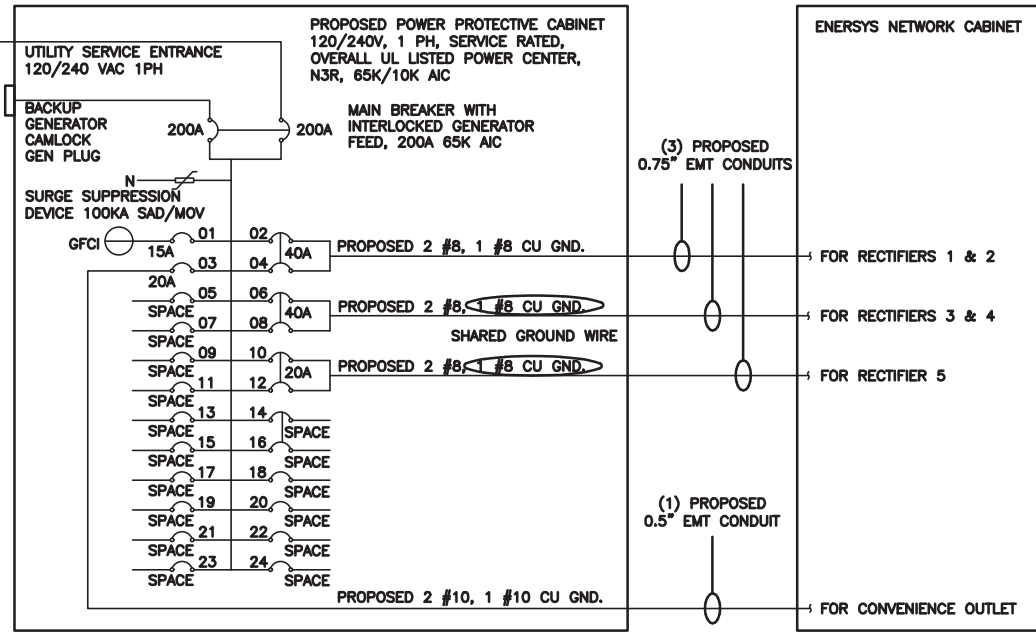 PROPOSED POWER PROTECTIVE CABINET
120/240V, 1 PH, SERVICE RATED,
OVERALL UL LISTED POWER CENTER,
N3R, 65K/10K AIC
ENERSYS NETWORK CABINET
UTILITY SERVICE ENTRANCE
120/240 VAC 1PH
BACKUP
GENERATOR
CAMLOCK
GEN PLUG
200A
200A
MAIN BREAKER WITH
INTERLOCKED GENERATOR
FEED, 200A 65K AIC
(3) PROPOSED
0.75" EMT CONDUITS
N
SURGE SUPPRESSION
DEVICE 100KA SAD/MOV
GFCI
15A
01
02
40A
PROPOSED 2 #8, 1 #8 CU GND.
FOR RECTIFIERS 1 & 2
20A
03
04
SPACE
05
06
40A
PROPOSED 2 #8, 1 #8 CU GND.
FOR RECTIFIERS 3 & 4
SPACE
07
08
SHARED GROUND WIRE
SPACE
09
10
20A
PROPOSED 2 #8, 1 #8 CU GND.
FOR RECTIFIER 5
SPACE
11
12
SPACE
13
14
SPACE
SPACE
15
16
SPACE
SPACE
17
18
SPACE
SPACE
19
20
SPACE
SPACE
21
22
SPACE
SPACE
23
24
SPACE
(1) PROPOSED
0.5" EMT CONDUIT
PROPOSED 2 #10, 1 #10 CU GND.
FOR CONVENIENCE OUTLET